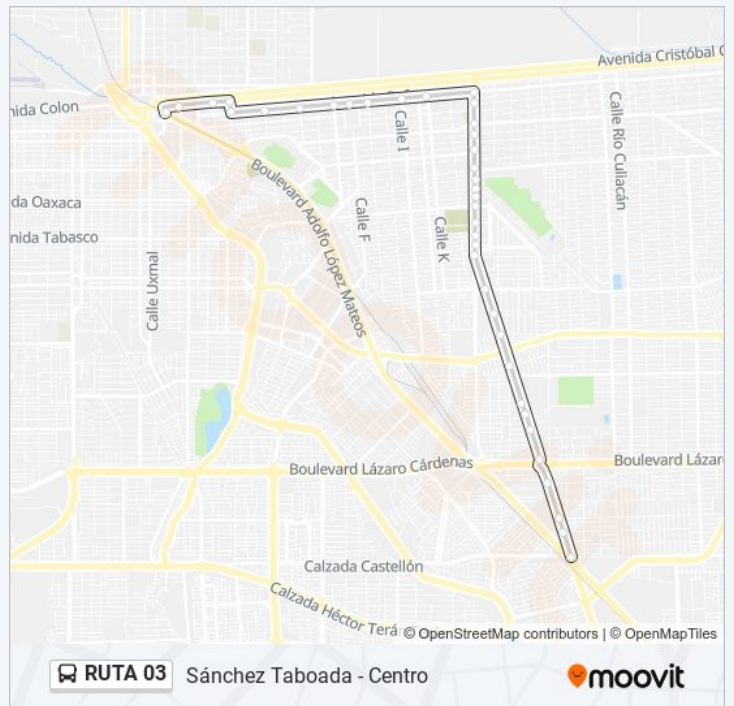 Avenida Cristóbal C
nida Colon
Calle I
Calle Río Culiacán
Boulevard Adolfo López Mateos
da Oaxaca
Calle F
Calle K
nida Tabasco
Calle Uxmal
Boulevard Lázaro Cárdenas
Boulevard Lázar
Calzada Castellón
Calzada Héctor Terá
© OpenStreetMap contributors | © OpenMapTiles
RUTA 03
Sánchez Taboada - Centro
moovit